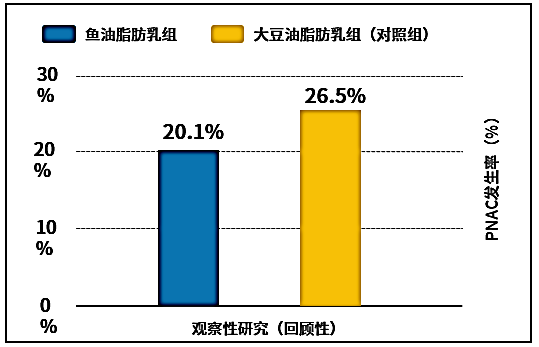 鱼油脂肪乳组
大豆油脂肪乳组（对照组）
30
%
26.5%
20.1%
20
%
10
%
0
%
PNAC发生率（%）
观察性研究（回顾性）